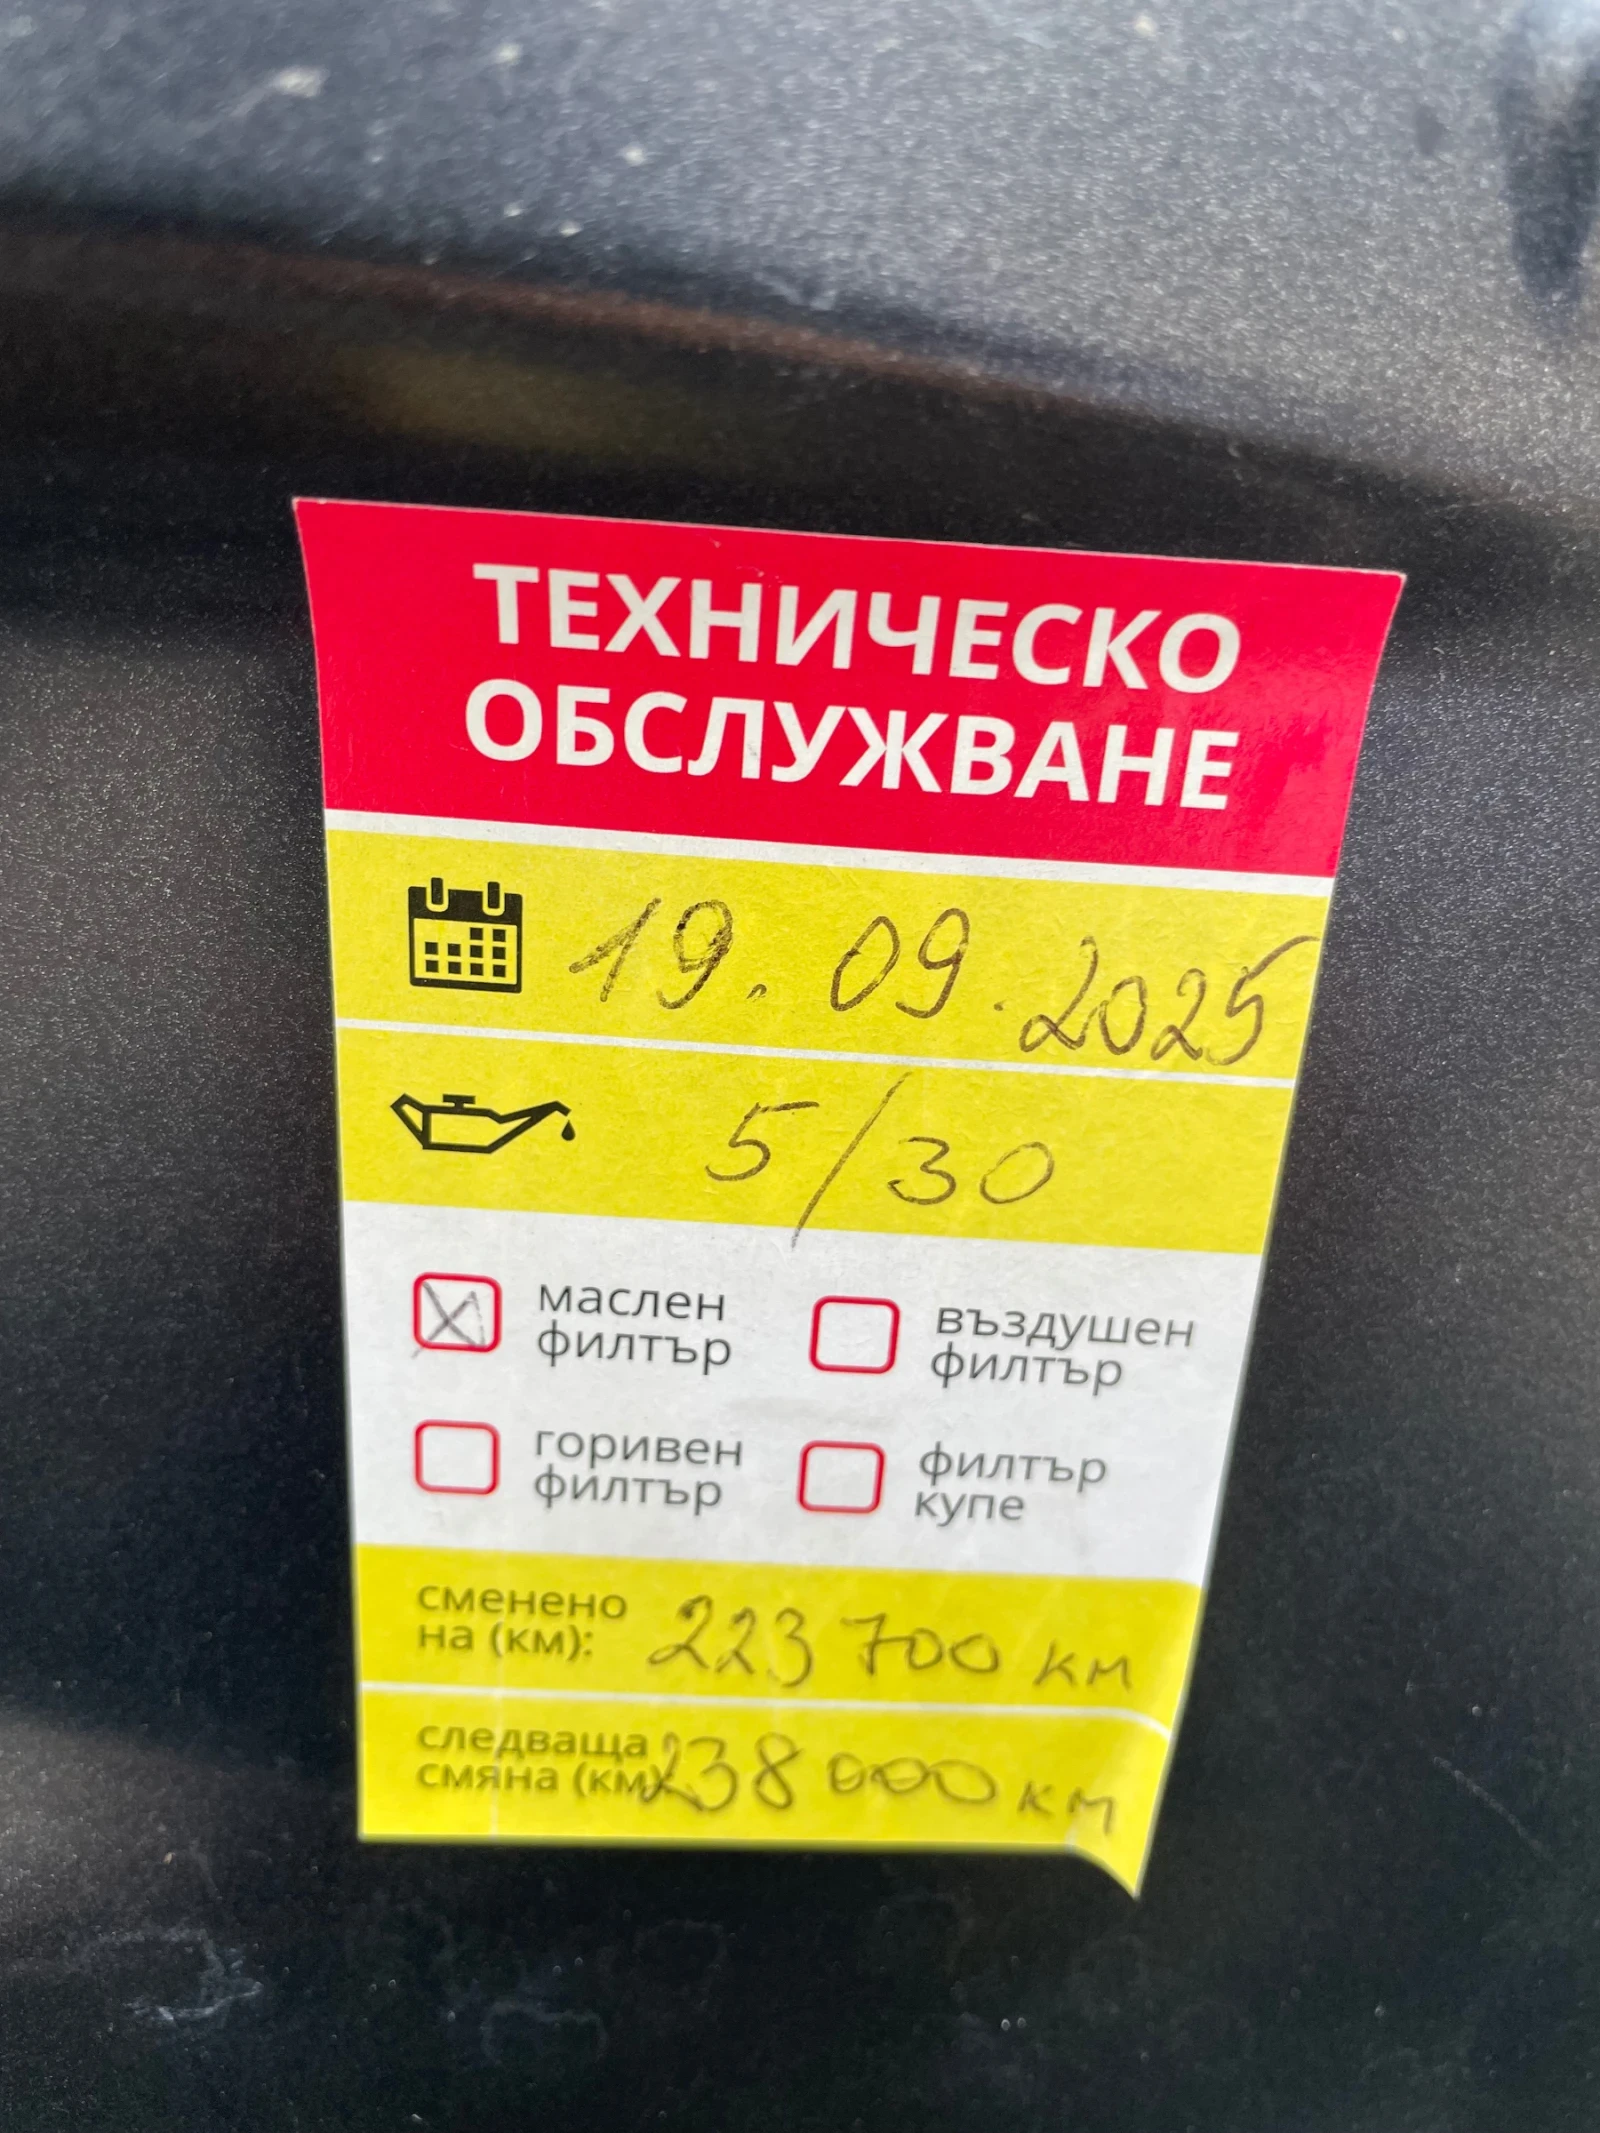 ТЕХНИЧЕСКО
ОБСЛУЖВАНЕ
19. 09. 2025
5/30
маслен
филтър
въздушен
филтър
горивен
филтър
филтър
купе
сменено
на (км): 223 700 км
следваща
смяна (км): 238 000 км